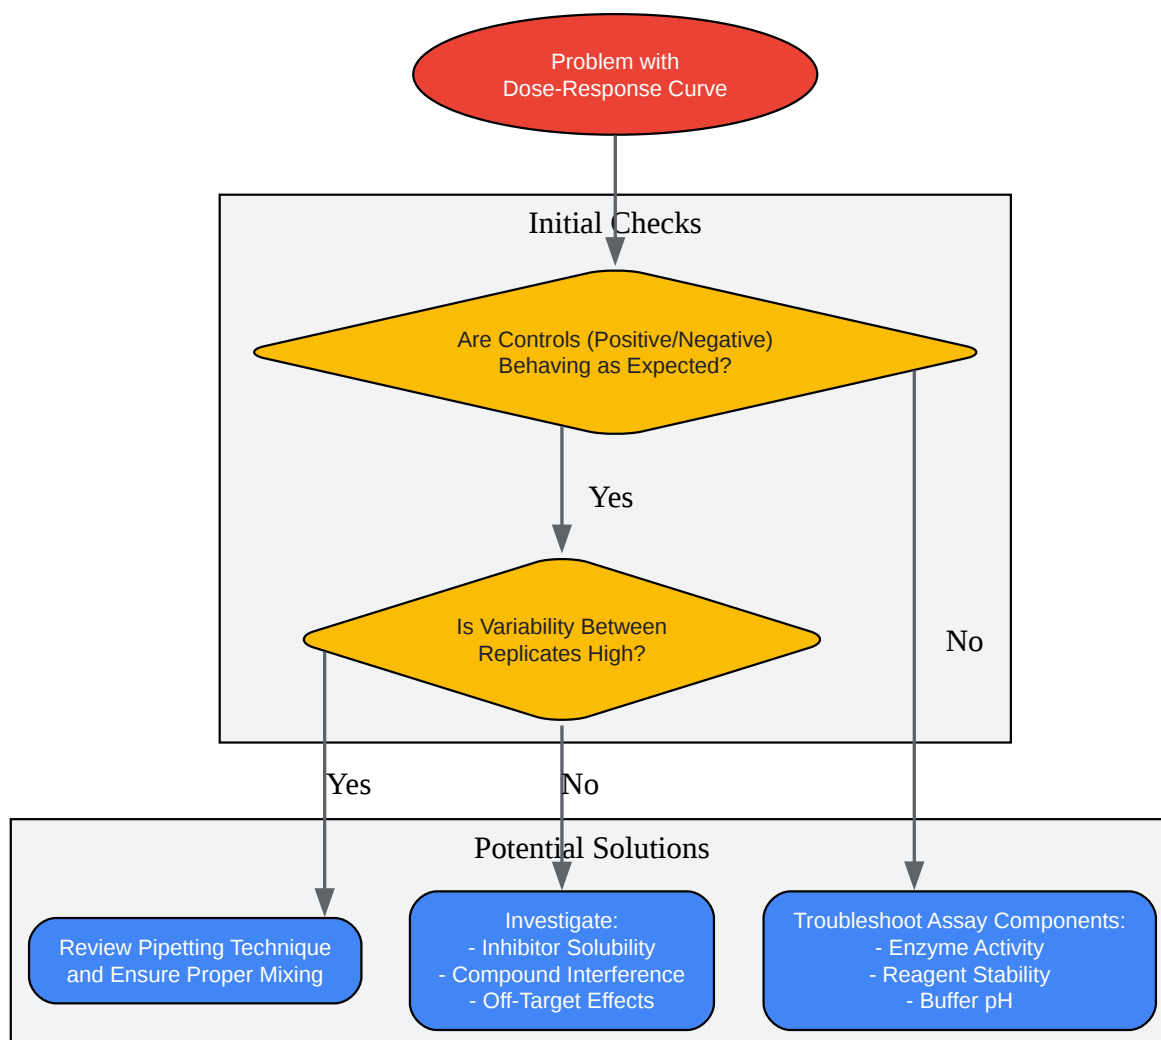 Problem with
Dose-Response Curve
Initial Checks
Are Controls (Positive/Negative)
Behaving as Expected?
Yes
Is Variability Between
Replicates High?
No
Yes
No
Potential Solutions
Review Pipetting Technique
and Ensure Proper Mixing
Investigate:
- Inhibitor Solubility
- Compound Interference
- Off-Target Effects
Troubleshoot Assay Components:
- Enzyme Activity
- Reagent Stability
- Buffer pH